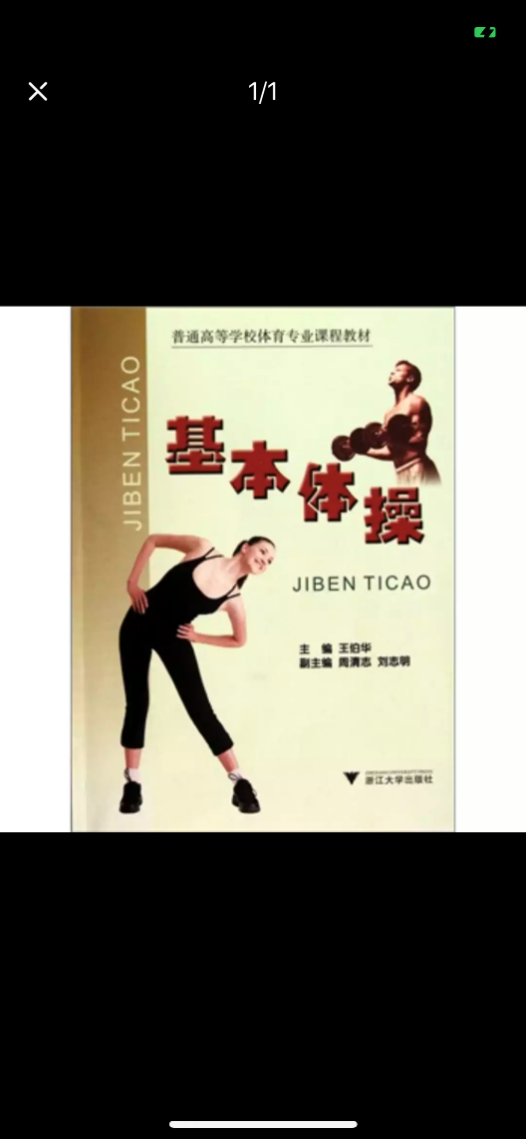 1/1
普通高等学校体育专业课程教材
JIBEN TICAO
基本体操
JIBEN TICAO
主 编 王伯华
副主编 周清志 刘志明
浙江大学出版社